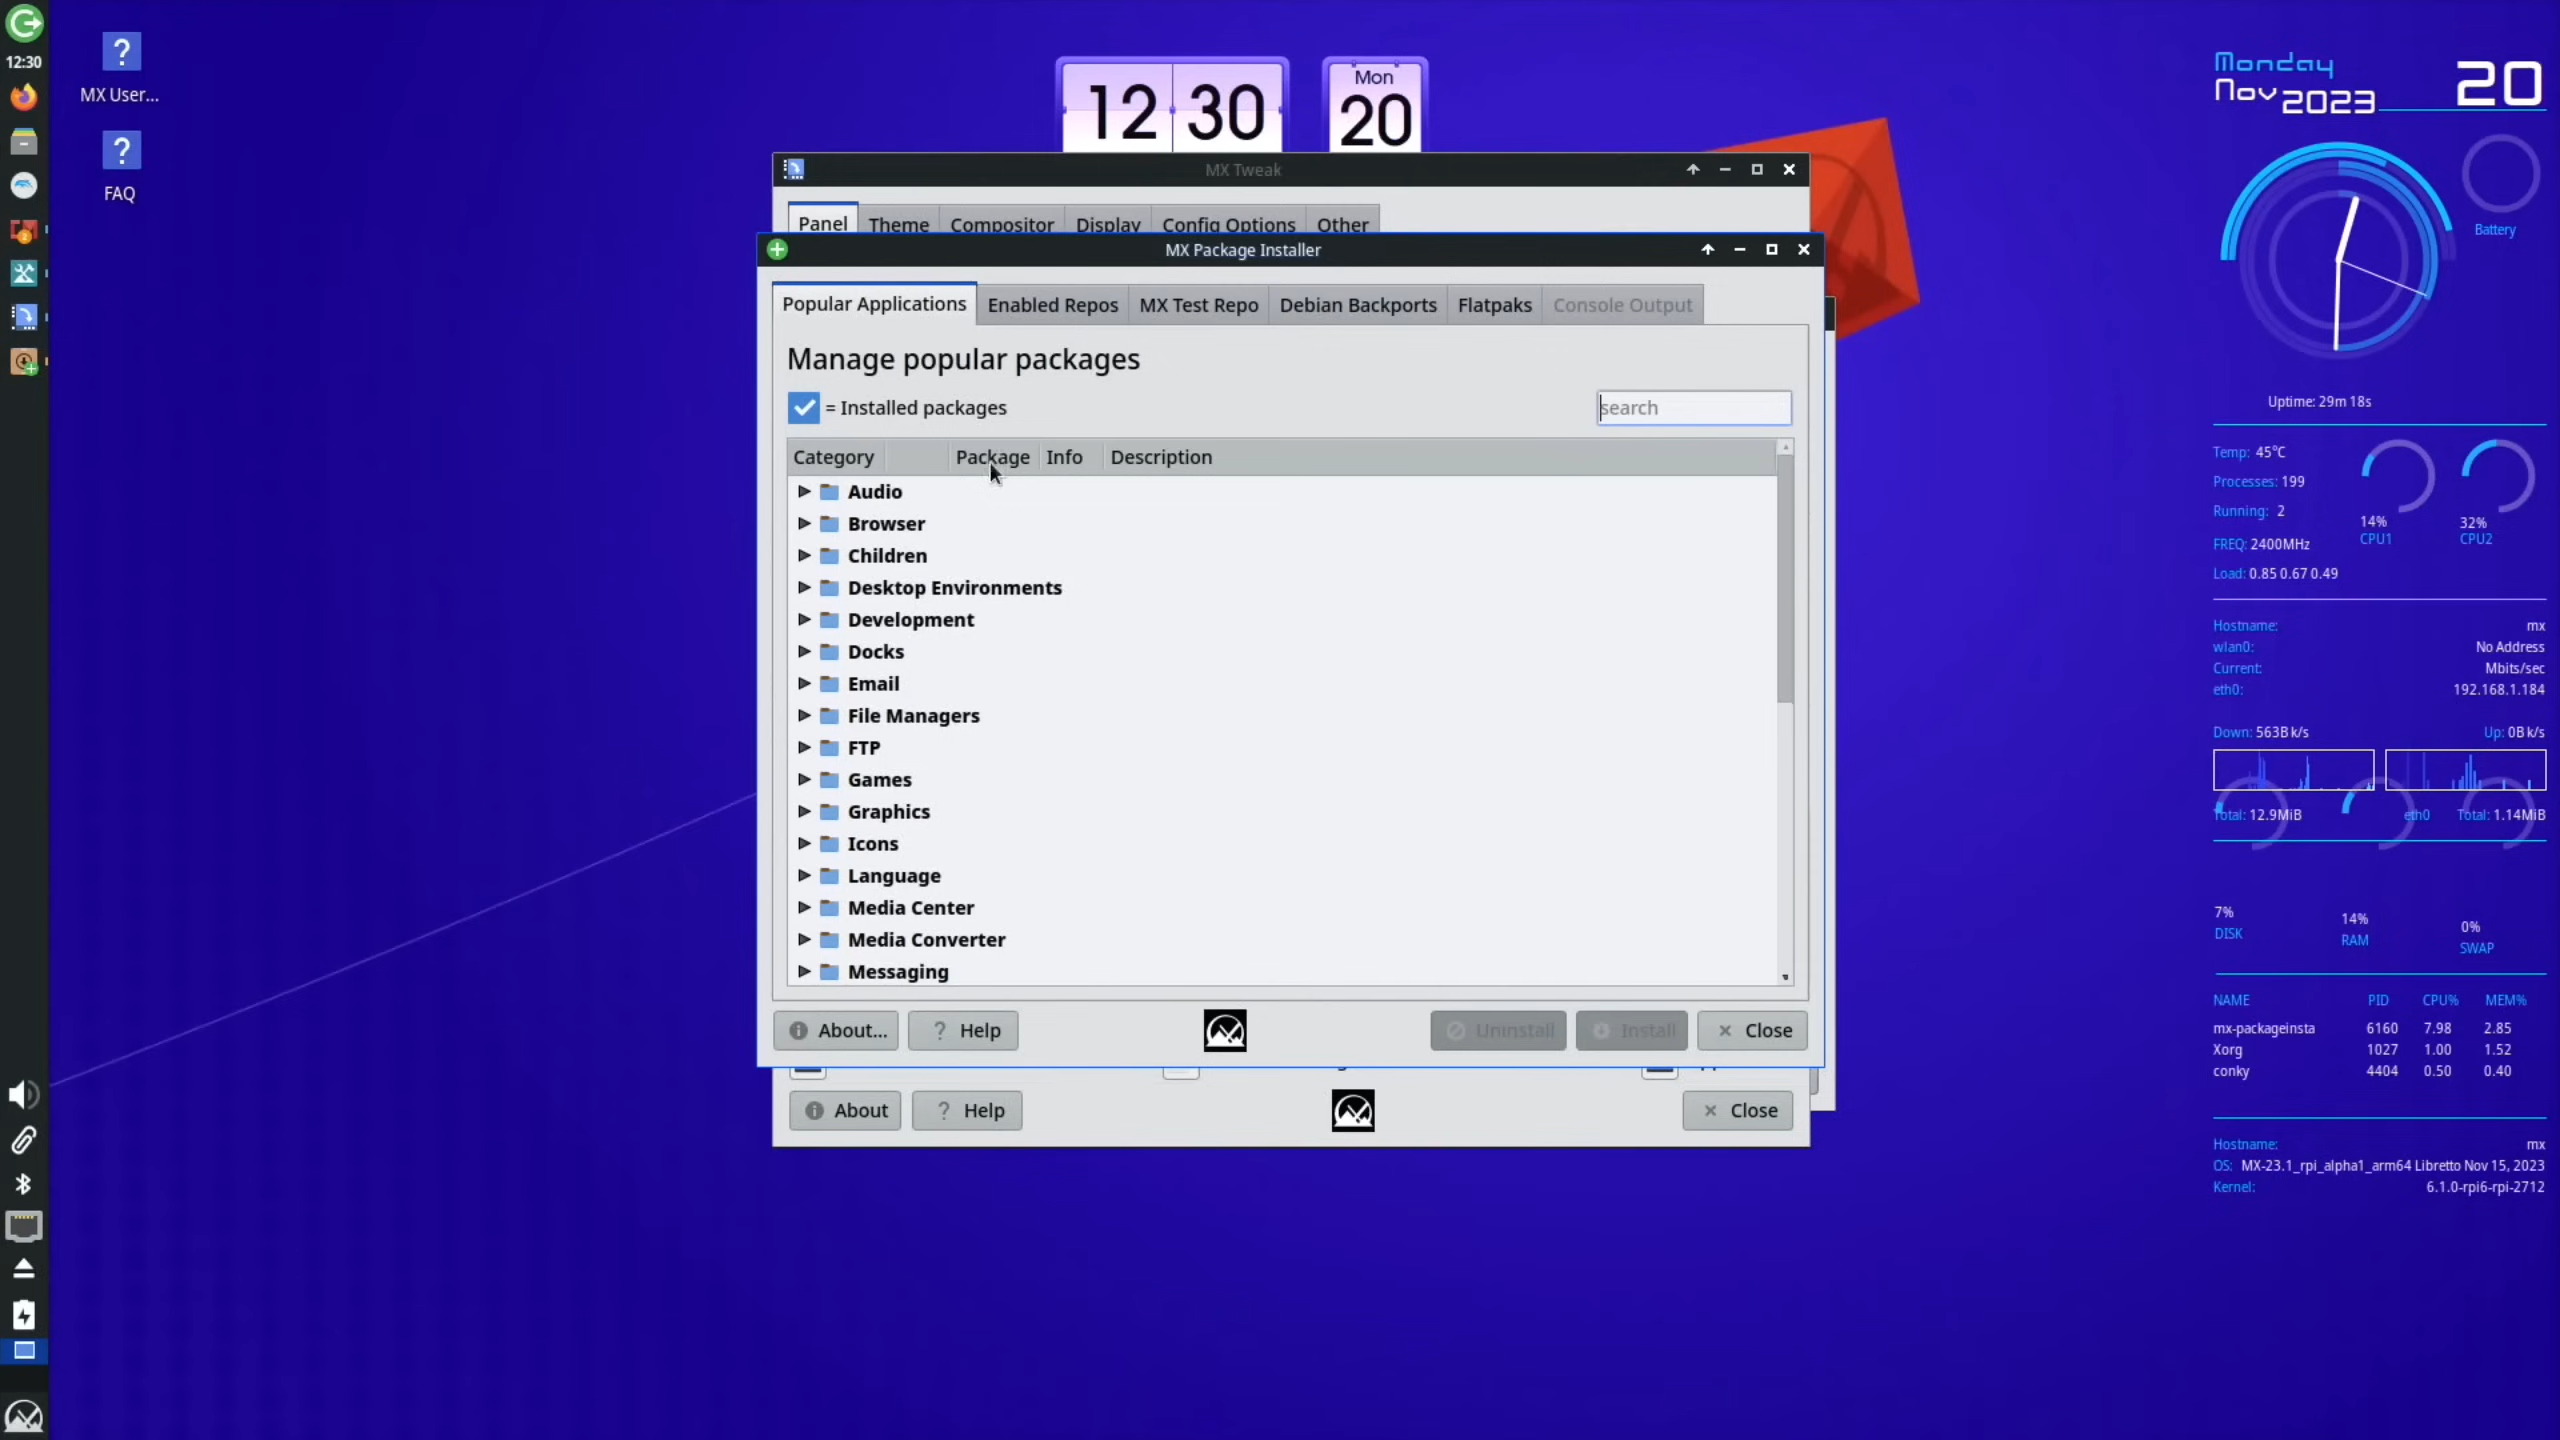 12:30
? MX User...
? FAQ
12 30
Mon
20
MX Tweak
Panel Theme Compositor Display Config Options Other
MX Package Installer
Popular Applications Enabled Repos MX Test Repo Debian Backports Flatpaks Console Output
Manage popular packages
= Installed packages
search
Category Package Info Description
Audio
Browser
Children
Desktop Environments
Development
Docks
Email
File Managers
FTP
Games
Graphics
Icons
Language
Media Center
Media Converter
Messaging
About... ? Help Uninstall Install Close
About ? Help Close
Monday
Nov 2023 20
Battery
Uptime: 29m 18s
Temp: 45°C
Processes: 199
Running: 2
14% 32%
CPU1 CPU2
FREQ: 2400MHz
Load: 0.85 0.67 0.49
Hostname: mx
wlan0: No Address
Current: Mbits/sec
eth0: 192.168.1.184
Down: 563B k/s Up: 0B k/s
Total: 12.9MiB eth0 Total: 1.14MiB
7% 14% 0%
DISK RAM SWAP
NAME PID CPU% MEM%
mx-packageinsta 6160 7.98 2.85
Xorg 1027 1.00 1.52
conky 4404 0.50 0.40
Hostname: mx
OS: MX-23.1_rpi_alpha1_arm64 Libretto Nov 15, 2023
Kernel: 6.1.0-rpi6-rpi-2712